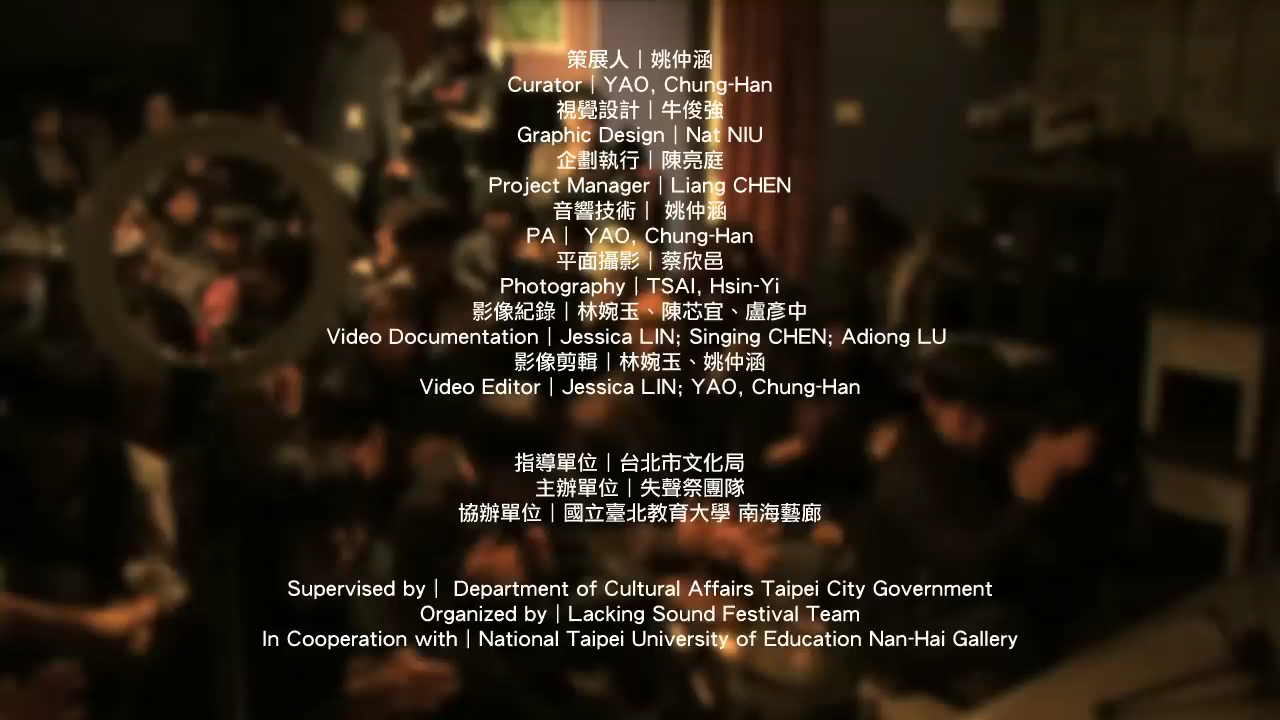 策展人｜姚仲涵
Curator｜YAO, Chung-Han
視覺設計｜牛俊強
Graphic Design｜Nat NIU
企劃執行｜陳亮庭
Project Manager｜Liang CHEN
音響技術｜ 姚仲涵
PA｜ YAO, Chung-Han
平面攝影｜蔡欣邑
Photography｜TSAI, Hsin-Yi
影像紀錄｜林婉玉、陳芯宜、盧彥中
Video Documentation｜Jessica LIN; Singing CHEN; Adiong LU
影像剪輯｜林婉玉、姚仲涵
Video Editor｜Jessica LIN; YAO, Chung-Han
指導單位｜台北市文化局
主辦單位｜失聲祭團隊
協辦單位｜國立臺北教育大學 南海藝廊
Supervised by｜ Department of Cultural Affairs Taipei City Government
Organized by｜Lacking Sound Festival Team
In Cooperation with｜National Taipei University of Education Nan-Hai Gallery